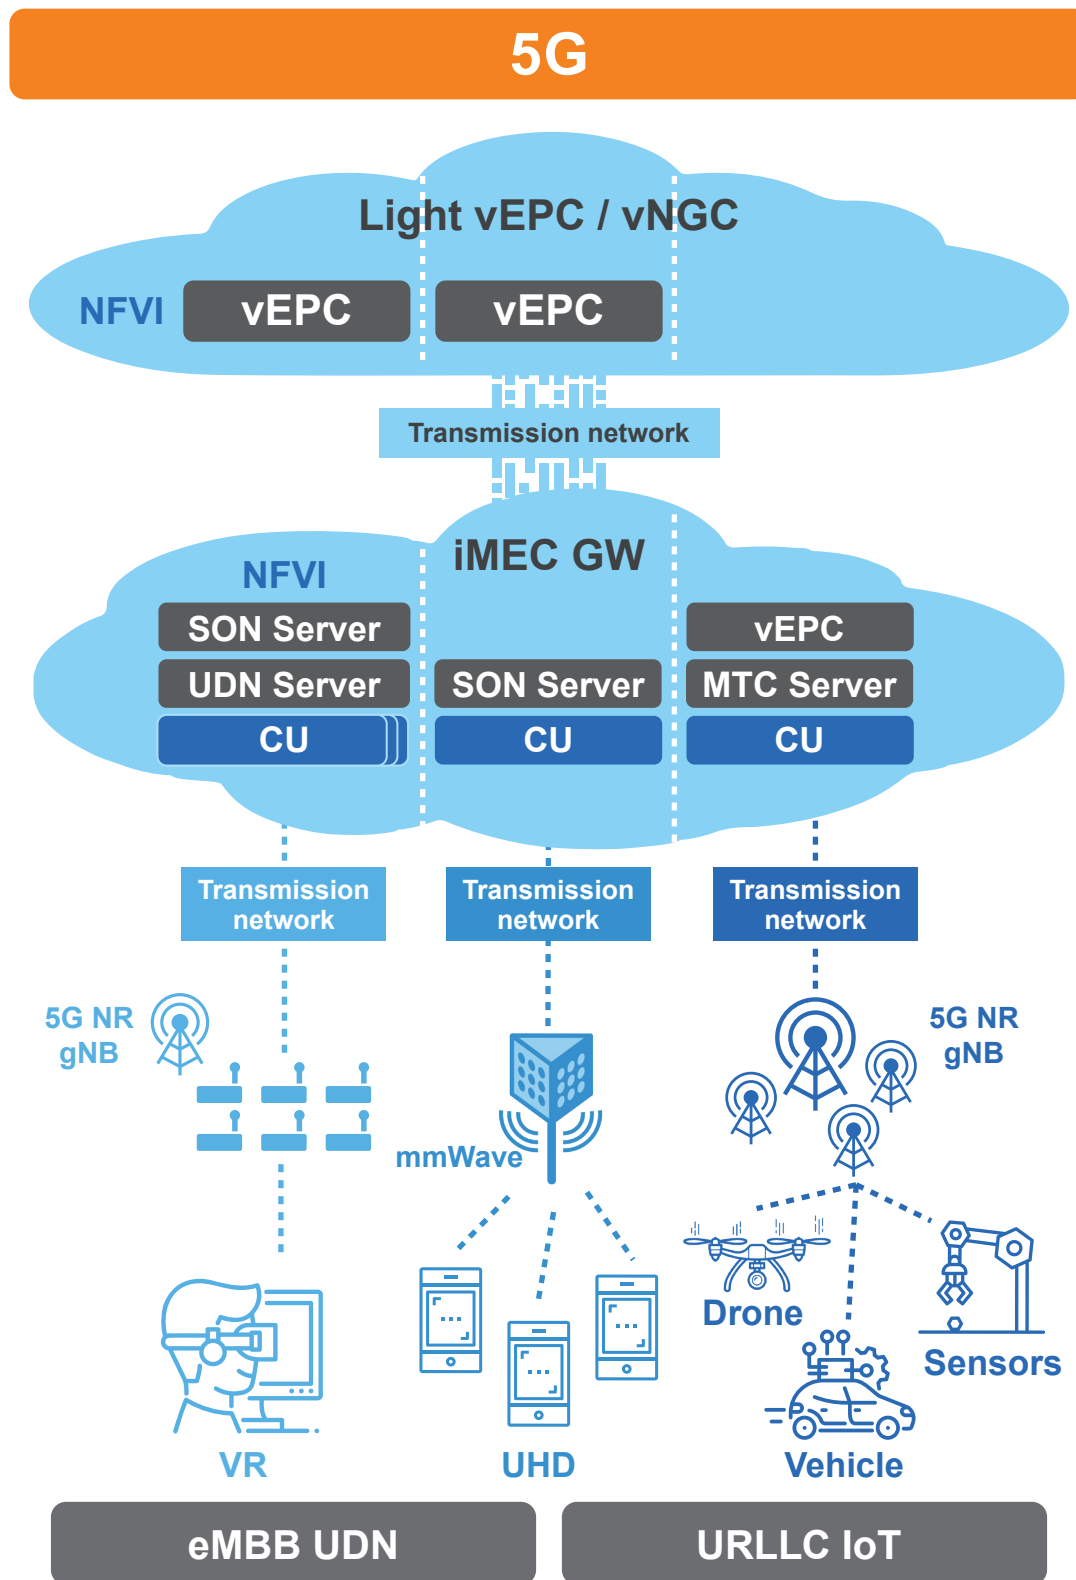 5G
Light vEPC / vNGC
NFVI
vEPC
vEPC
Transmission network
iMEC GW
NFVI
SON Server
vEPC
UDN Server
SON Server
MTC Server
CU
CU
CU
Transmission
network
Transmission
network
Transmission
network
5G NR
gNB
5G NR
gNB
mmWave
Drone
Sensors
VR
UHD
Vehicle
eMBB UDN
URLLC IoT